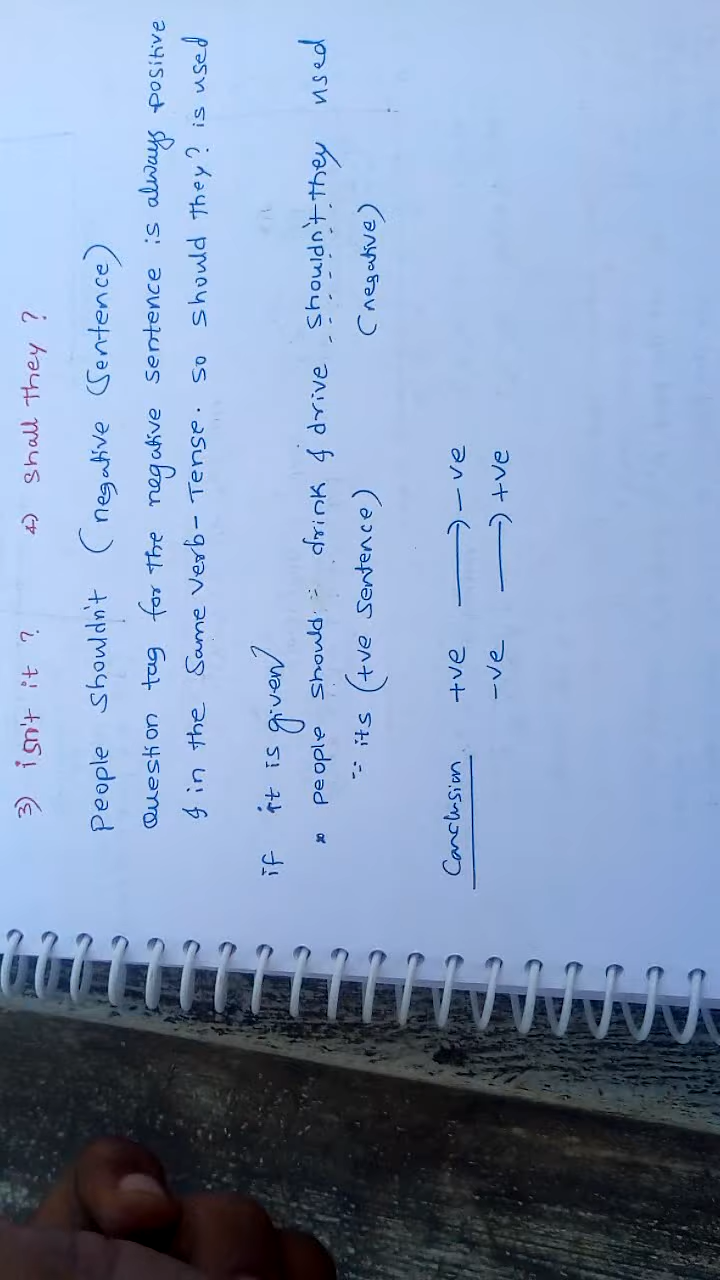 3) isn't it ? 4) shall they ?
people shouldn't (negative sentence)
Question tag for the negative sentence is always positive
& in the same verb-Tense. so should they? is used
if it is given
people should drink & drive shouldn't they used
∵ its (+ve sentence) (negative)
Conclusion +ve ⟶ -ve
-ve ⟶ +ve